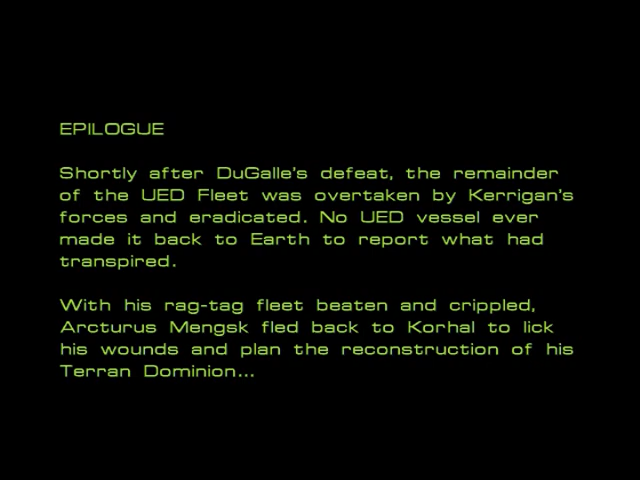 EPILOGUE
Shortly after DuGalle's defeat, the remainder
of the UED Fleet was overtaken by Kerrigan's
forces and eradicated. No UED vessel ever
made it back to Earth to report what had
transpired.
With his rag-tag fleet beaten and crippled,
Arcturus Mengsk fled back to Korhal to lick
his wounds and plan the reconstruction of his
Terran Dominion...